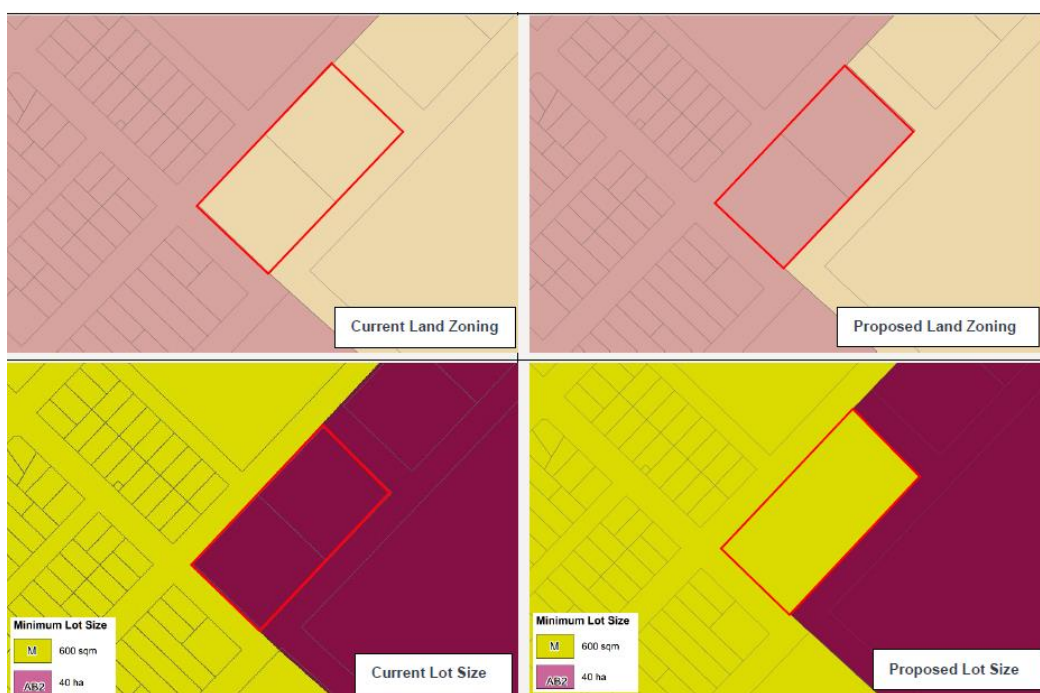 Current Land Zoning
Proposed Land Zoning
Minimum Lot Size
M 600 sqm
AB2 40 ha
Current Lot Size
Minimum Lot Size
M 600 sqm
AB2 40 ha
Proposed Lot Size